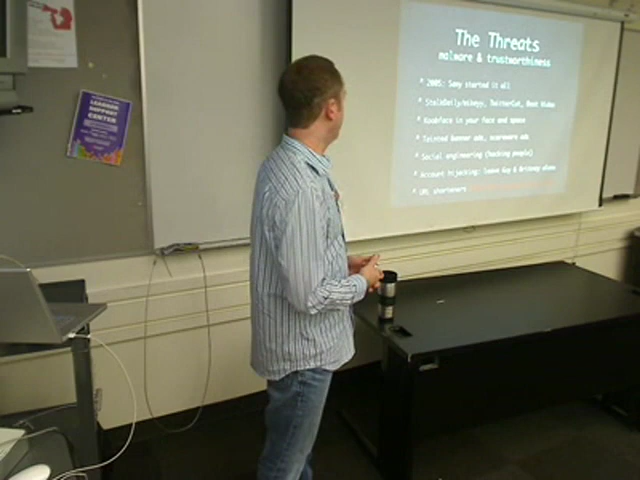 The Threats
malware & trustworthiness
* 2005: Samy started it all
* StalkDaily/mikeyy, TwitterCut, Best Video
* Koobface in your face and space
* Tainted banner ads, scareware ads
* Social engineering (hacking people)
* Account hijacking: leave Guy & Britney alone
* URL shorteners
LEARNING
SUPPORT
CENTER